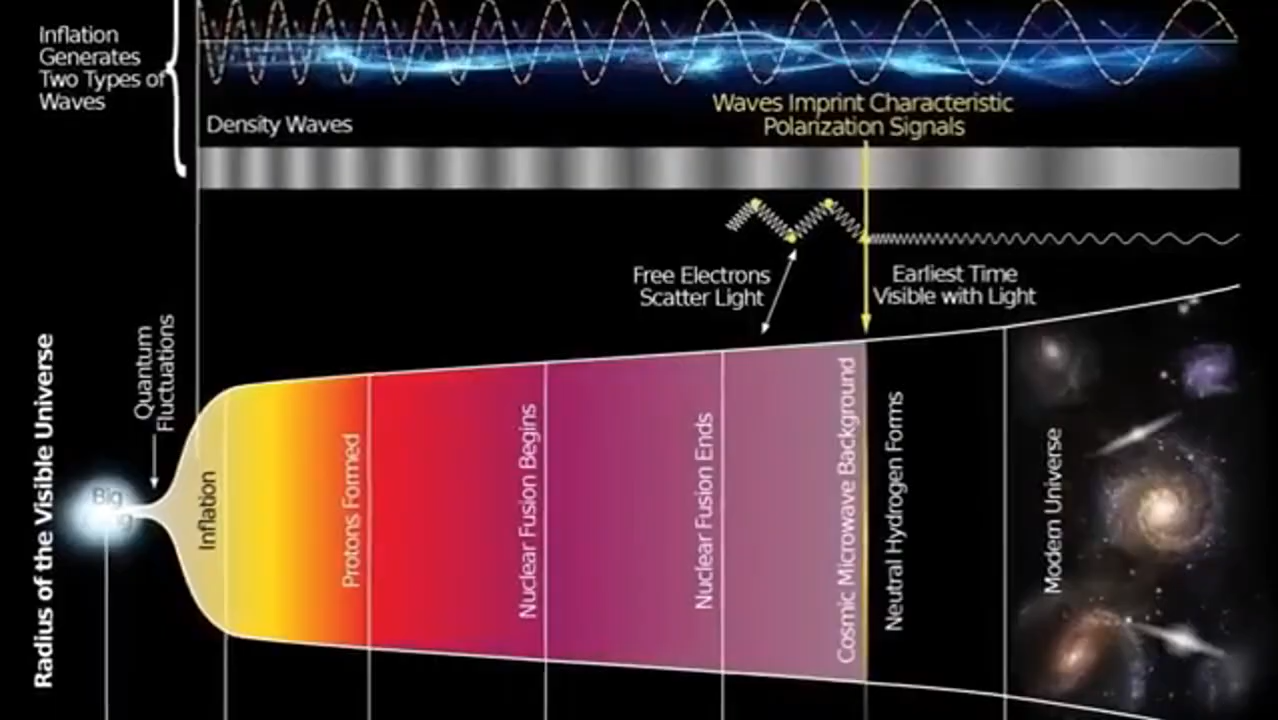 Inflation
Generates
Two Types of
Waves
Density Waves
Waves Imprint Characteristic
Polarization Signals
Free Electrons
Scatter Light
Earliest Time
Visible with Light
Radius of the Visible Universe
Quantum
Fluctuations
Big
Inflation
Protons Formed
Nuclear Fusion Begins
Nuclear Fusion Ends
Cosmic Microwave Background
Neutral Hydrogen Forms
Modern Universe